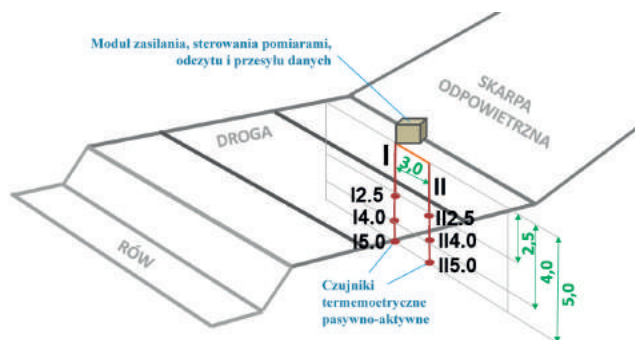 Moduł zasilania, sterowania pomiarami,
odczytu i przesyłu danych
SKARPA
ODPOWIETRZNA
DROGA
I
3,0
II
I2.5
II2.5
2,5
I4.0
II4.0
4,0
I5.0
II5.0
5,0
RÓW
Czujniki
termemoetryczne
pasywno-aktywne